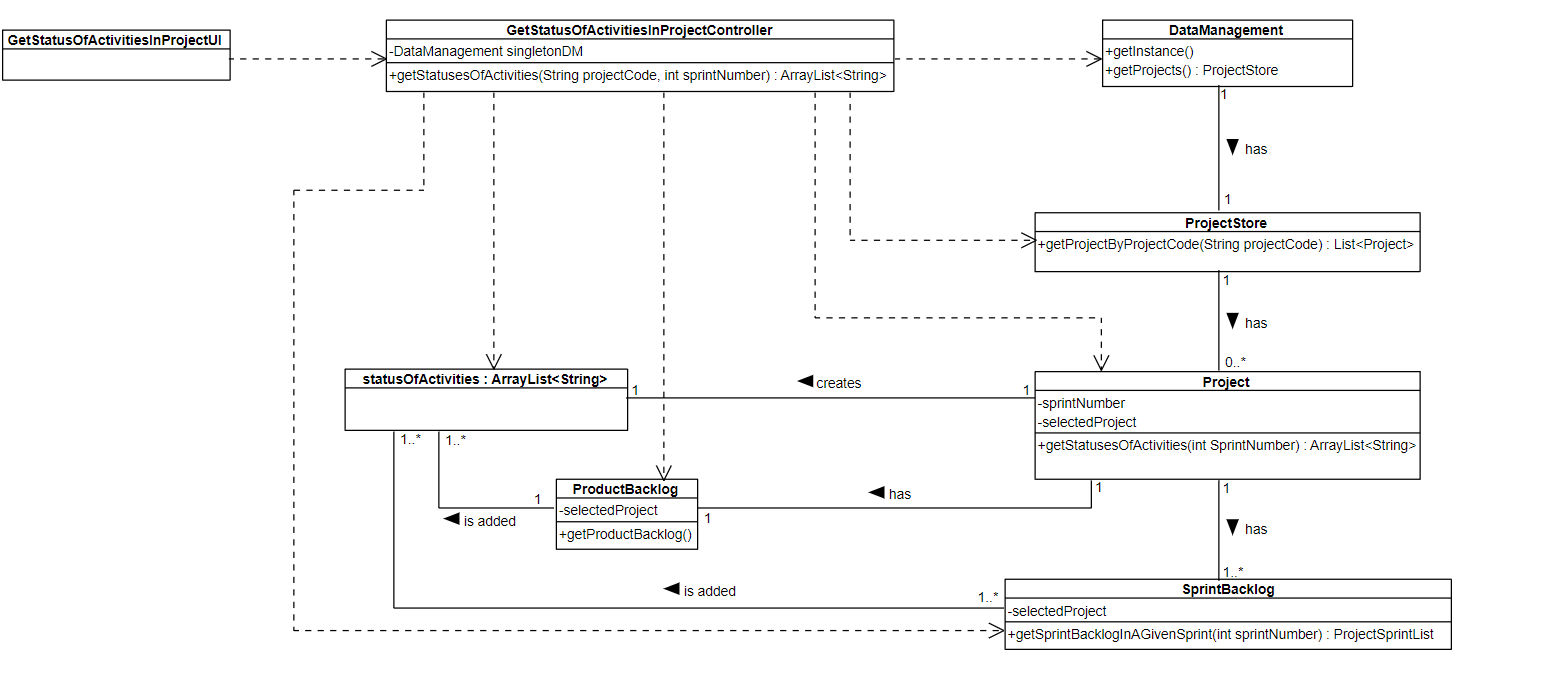 GetStatusOfActivitiesInProjectUI
GetStatusOfActivitiesInProjectController
-DataManagement singletonDM
+getStatusesOfActivities(String projectCode, int sprintNumber) : ArrayList<String>
DataManagement
+getInstance()
+getProjects() : ProjectStore
1
has
1
ProjectStore
+getProjectByProjectCode(String projectCode) : List<Project>
1
has
0..*
statusOfActivities : ArrayList<String>
1
creates
1
Project
-sprintNumber
-selectedProject
+getStatusesOfActivities(int SprintNumber) : ArrayList<String>
1..*
1..*
1
is added
ProductBacklog
-selectedProject
+getProductBacklog()
1
has
1
1
has
1..*
is added
1..*
SprintBacklog
-selectedProject
+getSprintBacklogInAGivenSprint(int sprintNumber) : ProjectSprintList